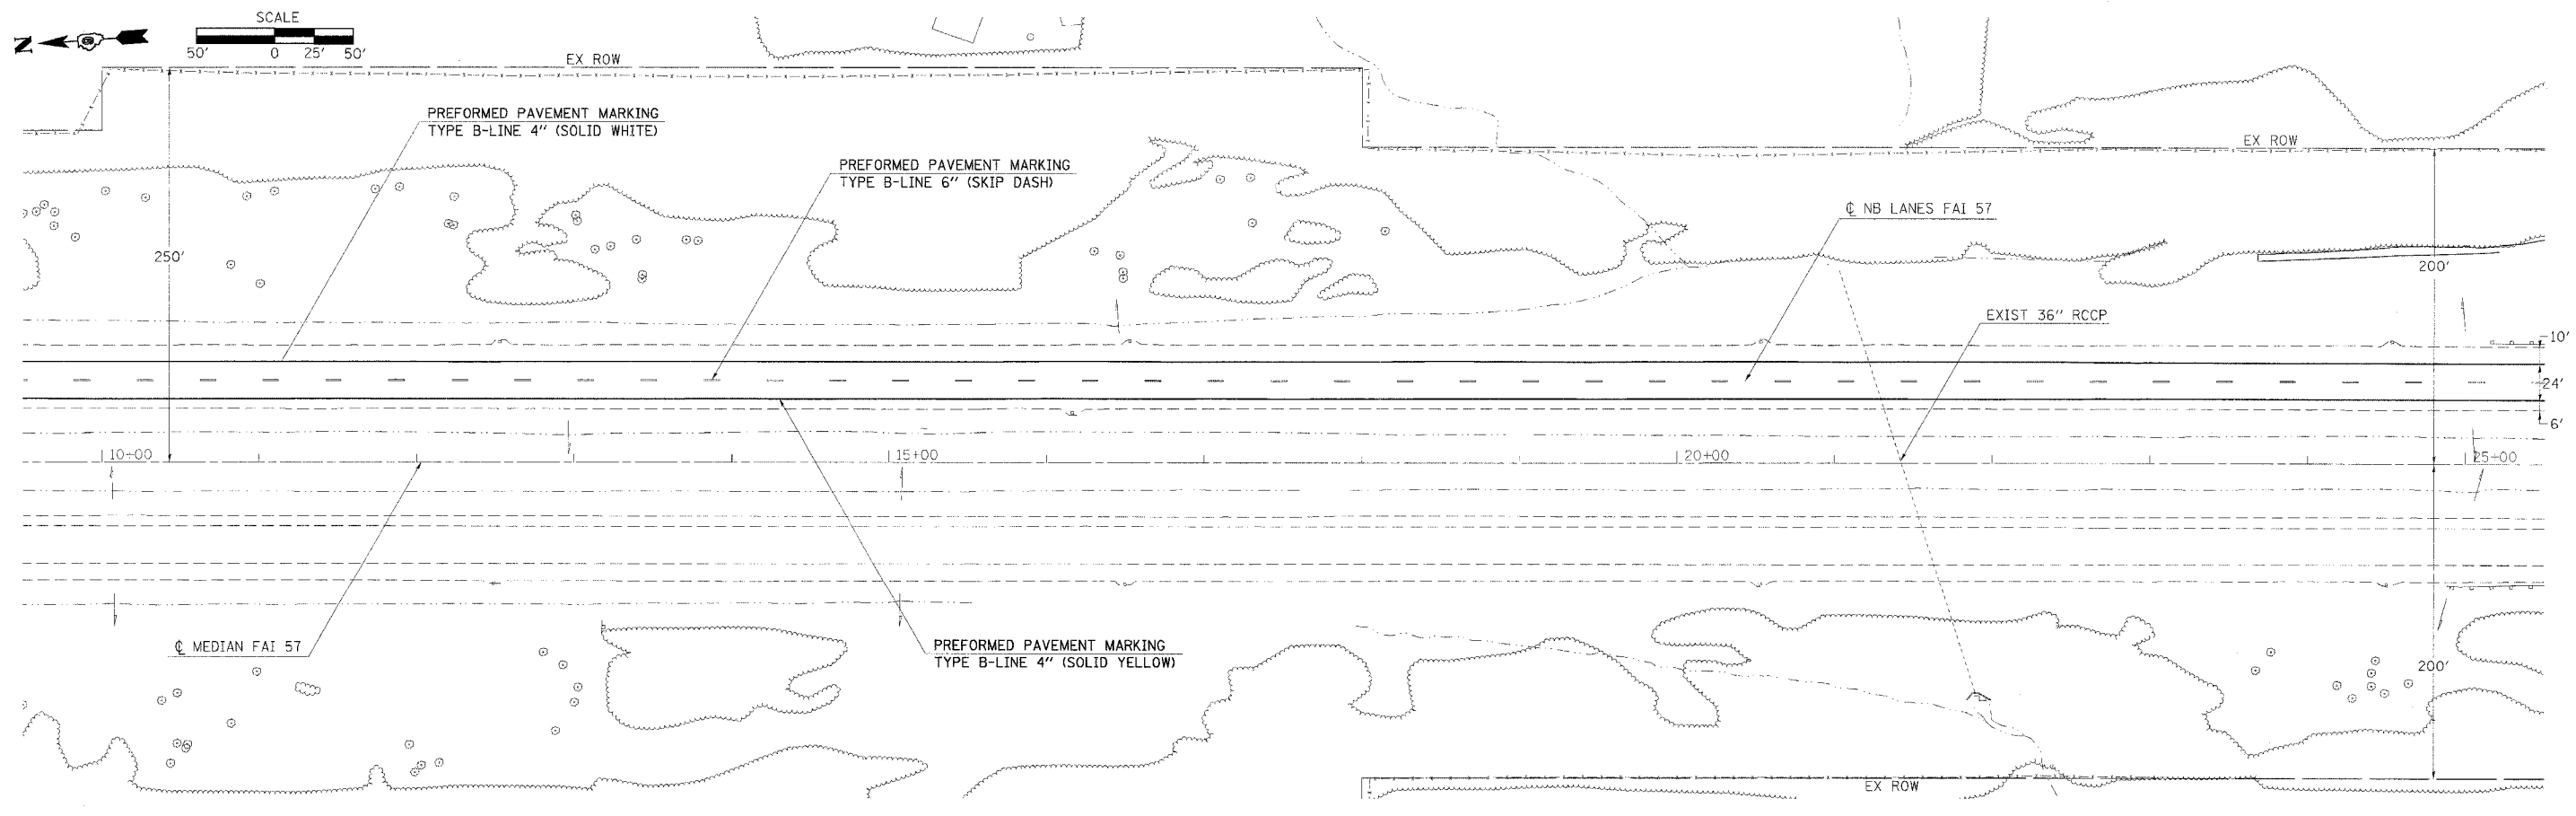 SCALE
N
50' 0 25' 50'
EX ROW
PREFORMED PAVEMENT MARKING
TYPE B-LINE 4" (SOLID WHITE)
PREFORMED PAVEMENT MARKING
TYPE B-LINE 6" (SKIP DASH)
EX ROW
℄ NB LANES FAI 57
250'
200'
EXIST 36" RCCP
10'
24'
6'
10+00
15+00
20+00
25+00
℄ MEDIAN FAI 57
PREFORMED PAVEMENT MARKING
TYPE B-LINE 4" (SOLID YELLOW)
200'
EX ROW